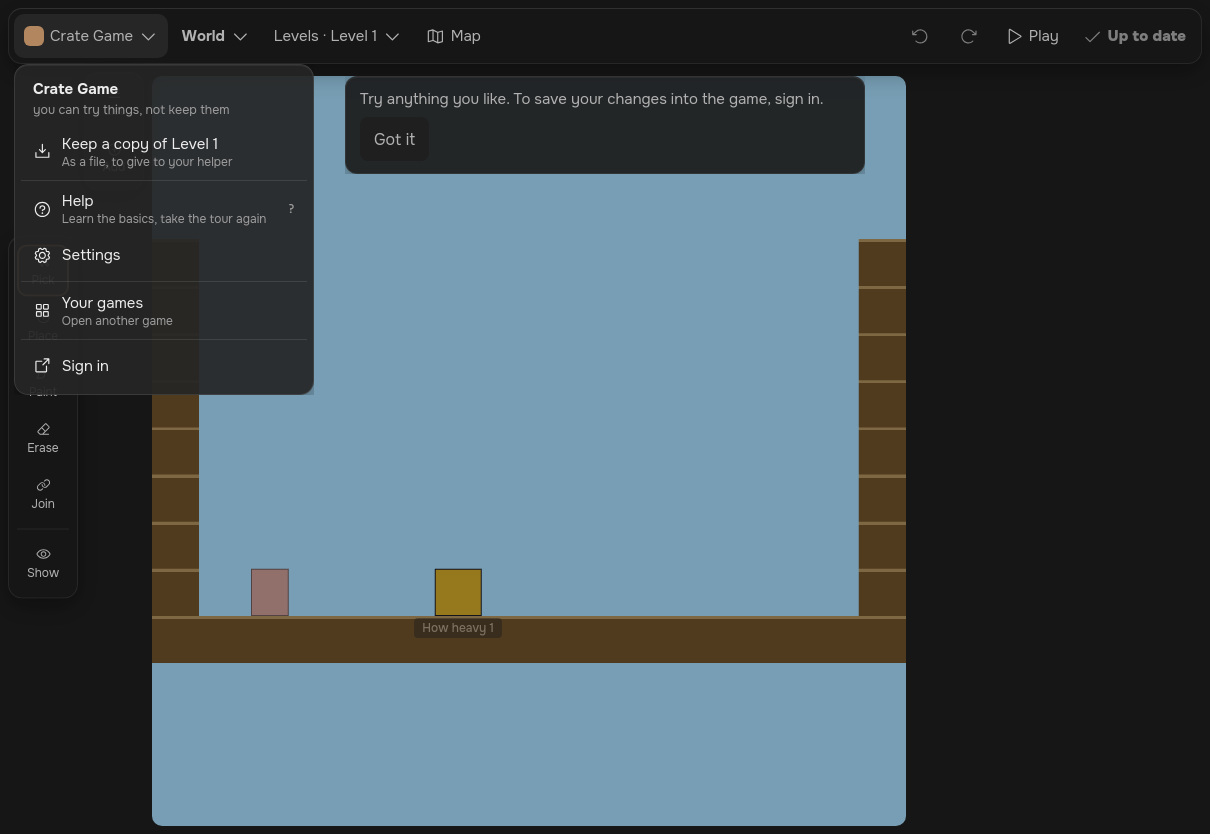 Crate Game
World
Levels · Level 1
Map
Play
Up to date
Crate Game
you can try things, not keep them
Keep a copy of Level 1
As a file, to give to your helper
Help
Learn the basics, take the tour again
?
Settings
Your games
Open another game
Sign in
Try anything you like. To save your changes into the game, sign in.
Got it
Pick
Place
Paint
Erase
Join
Show
How heavy 1